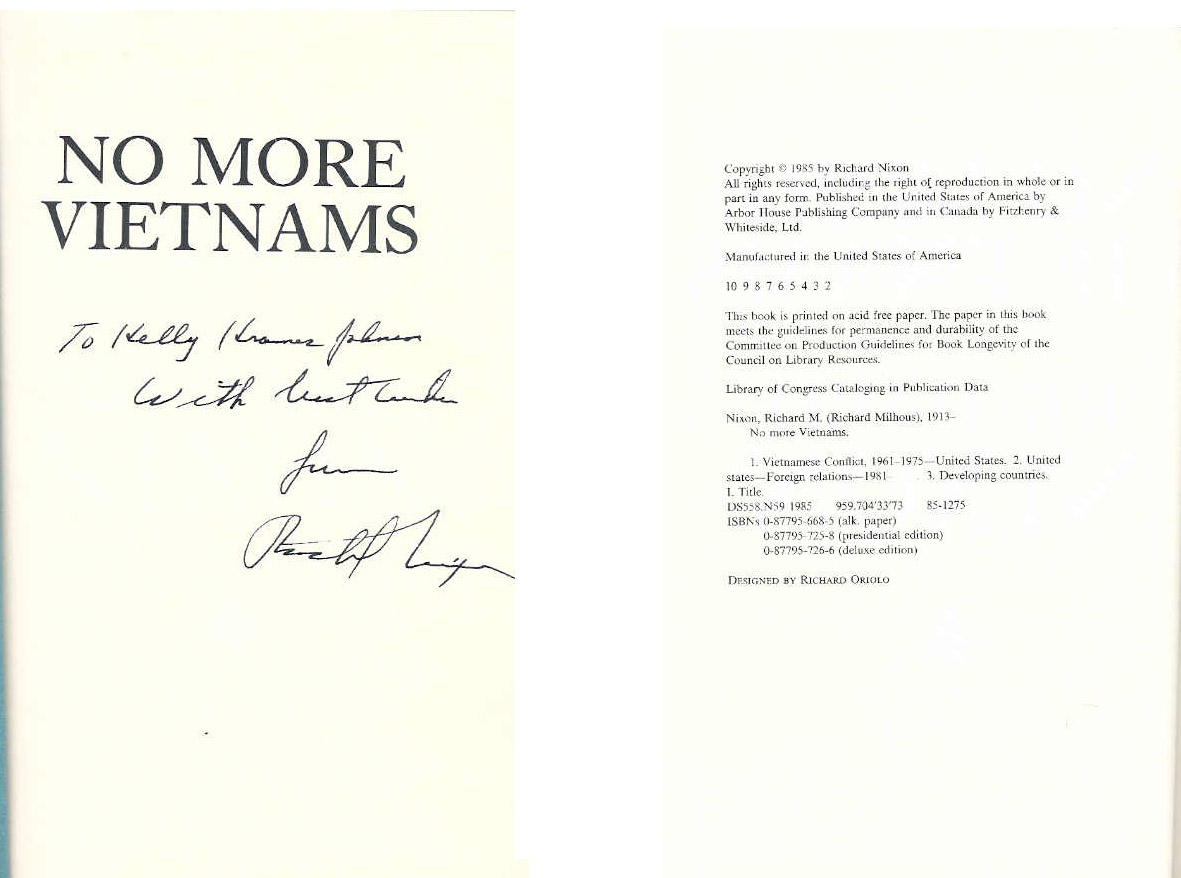 NO MORE
VIETNAMS
To Kelly Kramer Johnson
With best wishes
from
Richard Nixon
Copyright © 1985 by Richard Nixon
All rights reserved, including the right of reproduction in whole or in
part in any form. Published in the United States of America by
Arbor House Publishing Company and in Canada by Fitzhenry &
Whiteside, Ltd.
Manufactured in the United States of America
10 9 8 7 6 5 4 3 2
This book is printed on acid free paper. The paper in this book
meets the guidelines for permanence and durability of the
Committee on Production Guidelines for Book Longevity of the
Council on Library Resources.
Library of Congress Cataloging in Publication Data
Nixon, Richard M. (Richard Milhous), 1913–
No more Vietnams.
1. Vietnamese Conflict, 1961–1975—United States. 2. United
states—Foreign relations—1981– . 3. Developing countries.
I. Title.
DS558.N59 1985 959.704'33'73 85-1275
ISBNs 0-87795-668-5 (alk. paper)
0-87795-725-8 (presidential edition)
0-87795-726-6 (deluxe edition)
DESIGNED BY RICHARD ORIOLO